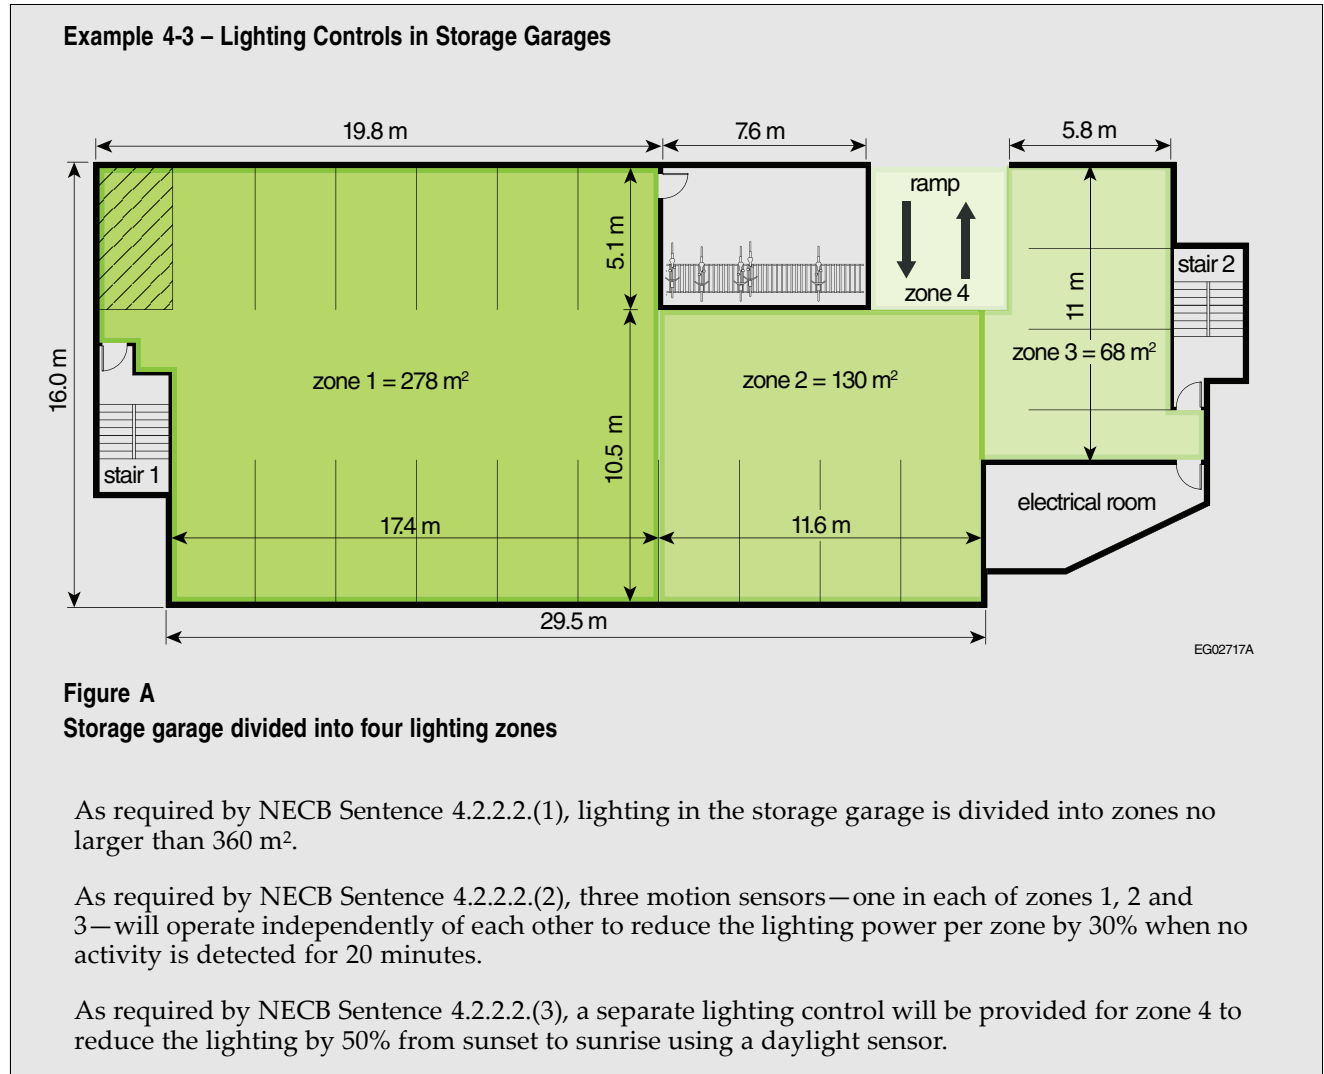 Example 4-3 – Lighting Controls in Storage Garages
19.8 m
7.6 m
5.8 m
ramp
5.1 m
stair 2
zone 4
11 m
zone 3 = 68 m²
16.0 m
zone 1 = 278 m²
zone 2 = 130 m²
10.5 m
stair 1
electrical room
17.4 m
11.6 m
29.5 m
EG02717A
Figure A
Storage garage divided into four lighting zones
As required by NECB Sentence 4.2.2.2.(1), lighting in the storage garage is divided into zones no
larger than 360 m².
As required by NECB Sentence 4.2.2.2.(2), three motion sensors—one in each of zones 1, 2 and
3—will operate independently of each other to reduce the lighting power per zone by 30% when no
activity is detected for 20 minutes.
As required by NECB Sentence 4.2.2.2.(3), a separate lighting control will be provided for zone 4 to
reduce the lighting by 50% from sunset to sunrise using a daylight sensor.